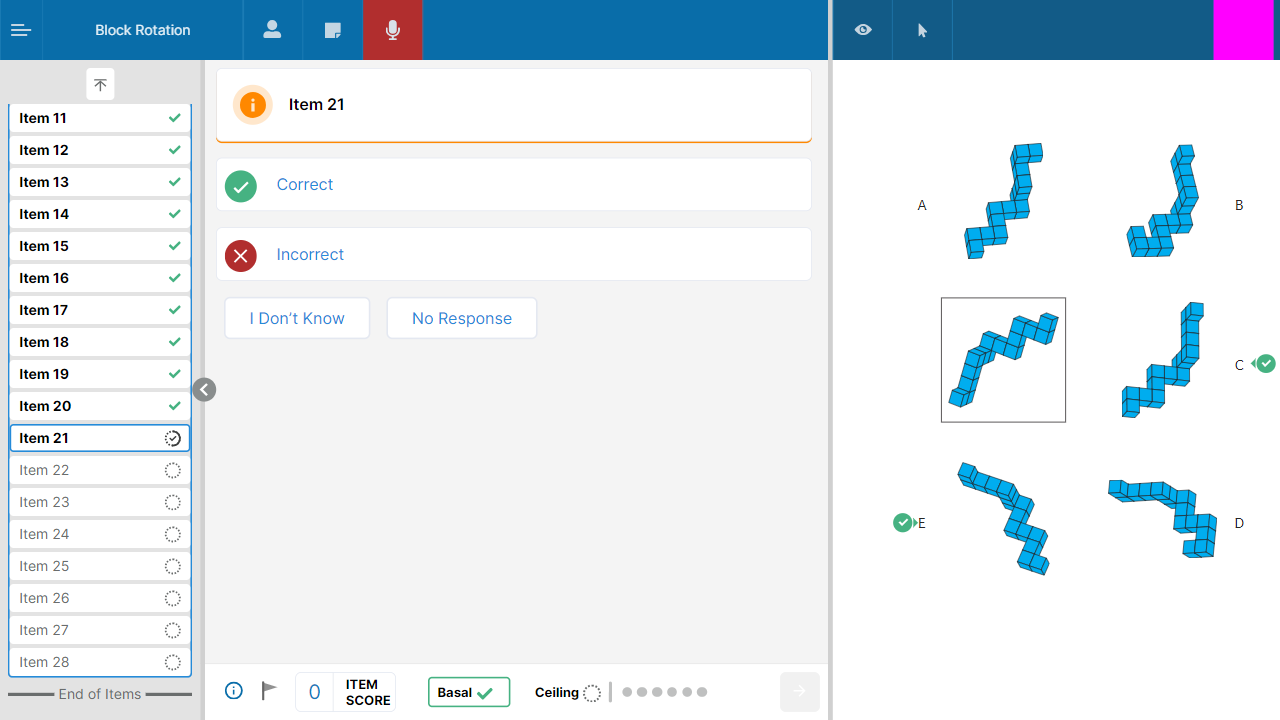 Block Rotation
Item 11
Item 12
Item 13
Item 14
Item 15
Item 16
Item 17
Item 18
Item 19
Item 20
Item 21
Item 22
Item 23
Item 24
Item 25
Item 26
Item 27
Item 28
End of Items
Item 21
Correct
Incorrect
I Don’t Know
No Response
0
ITEM
SCORE
Basal
Ceiling
A
B
C
E
D